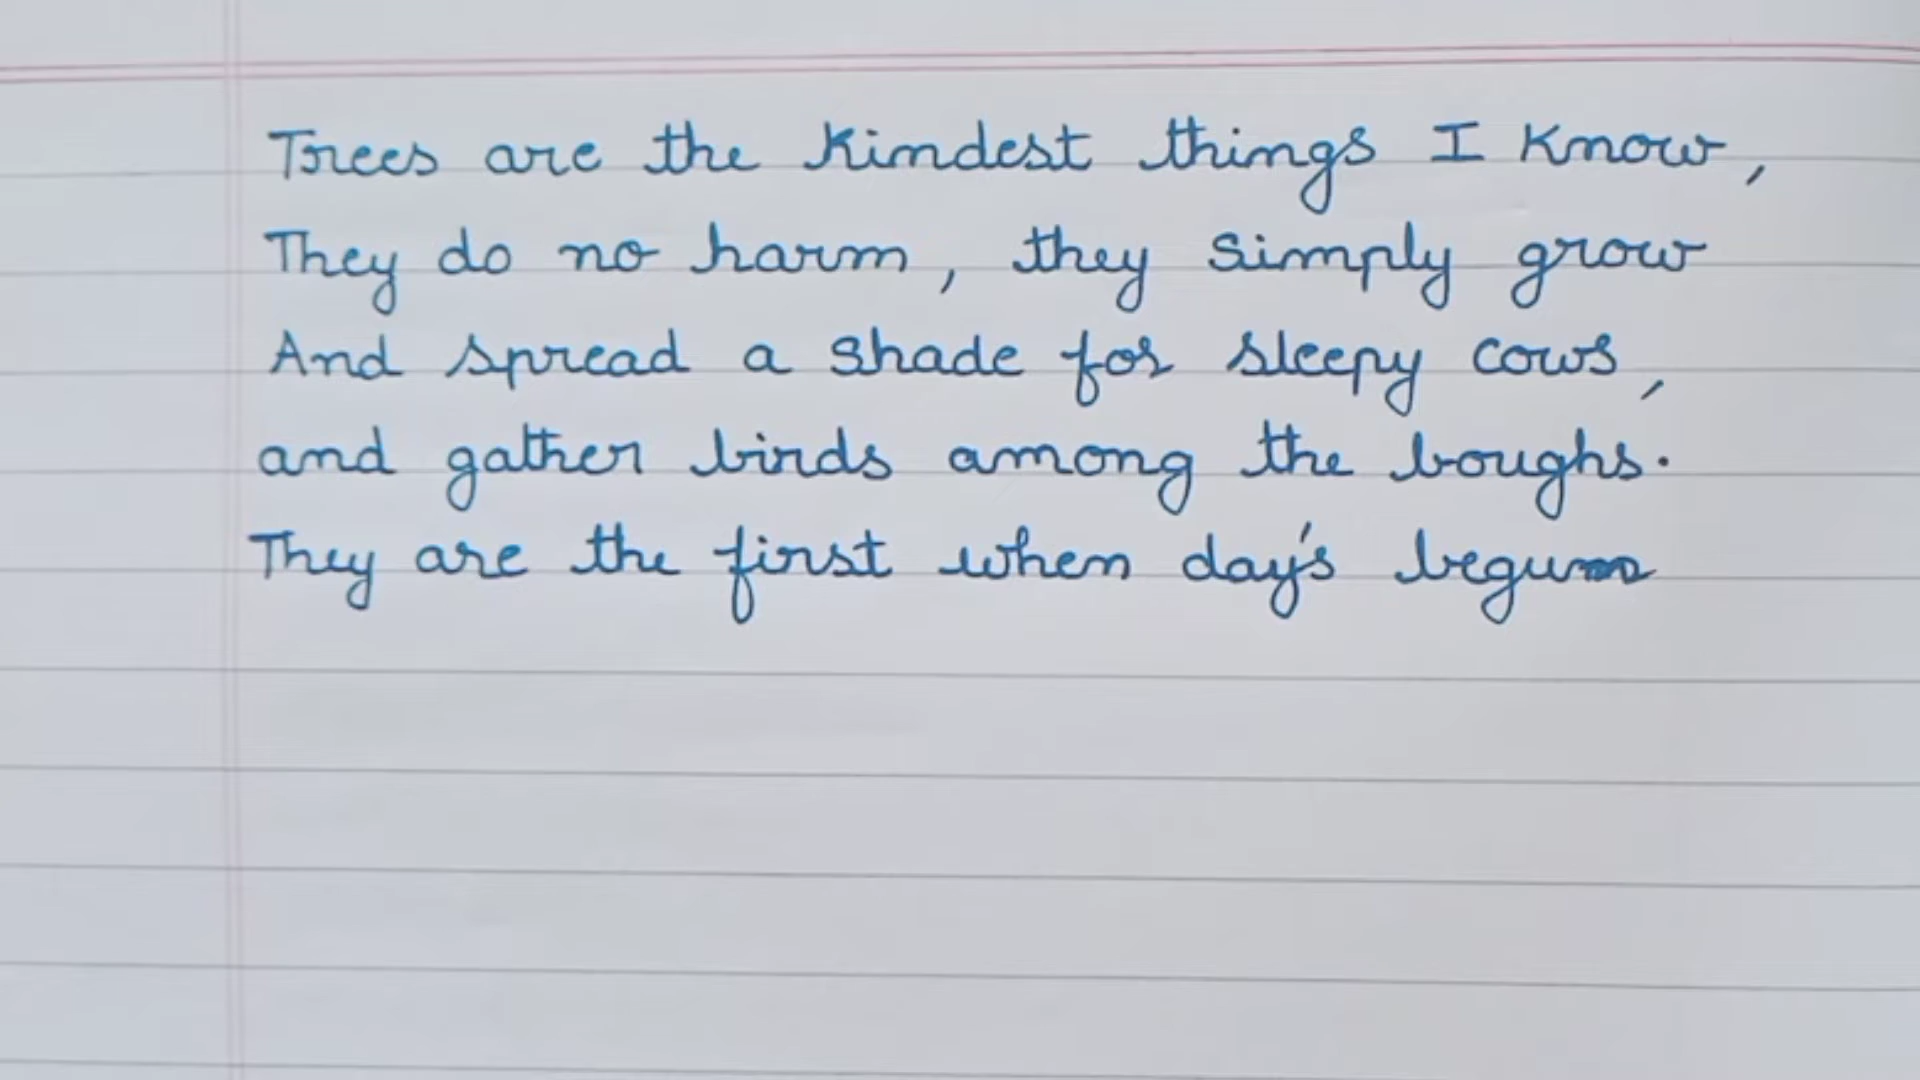 Trees are the kindest things I know,
They do no harm, they simply grow
And spread a shade for sleepy cows,
and gather birds among the boughs.
They are the first when day's begun